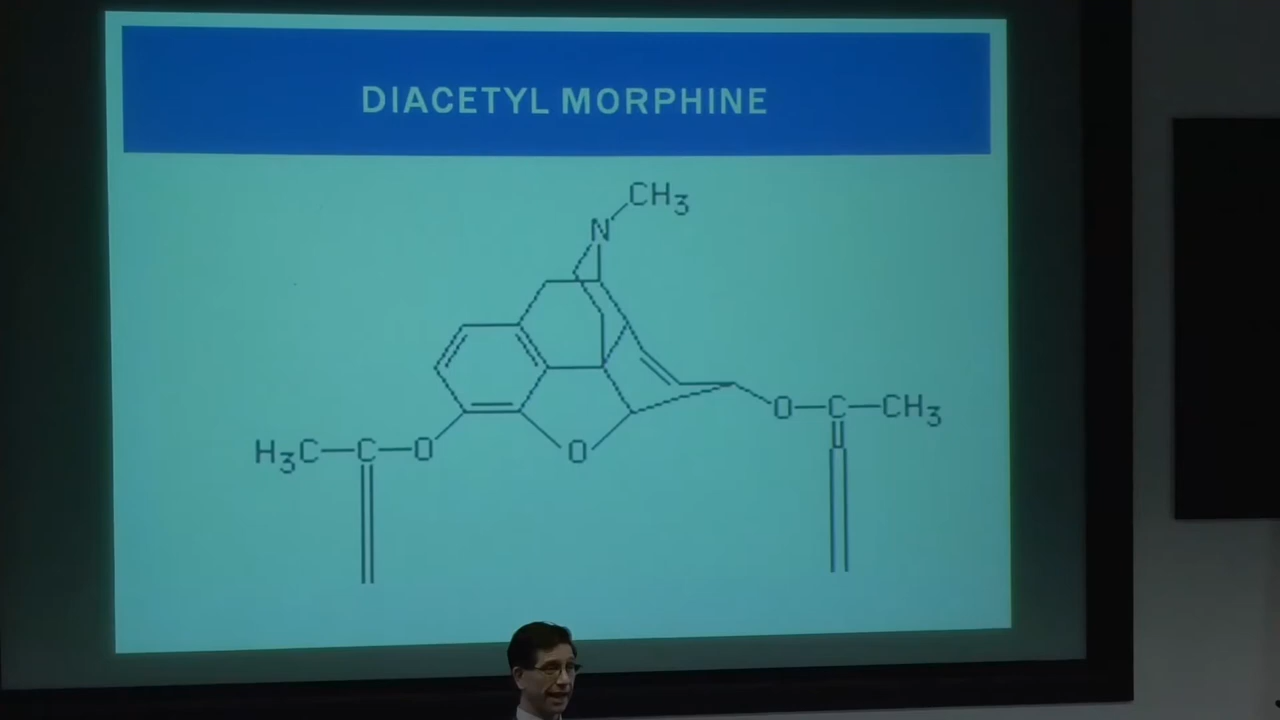 DIACETYL MORPHINE
CH3
N
O—C—CH3
H3C—C—O
O